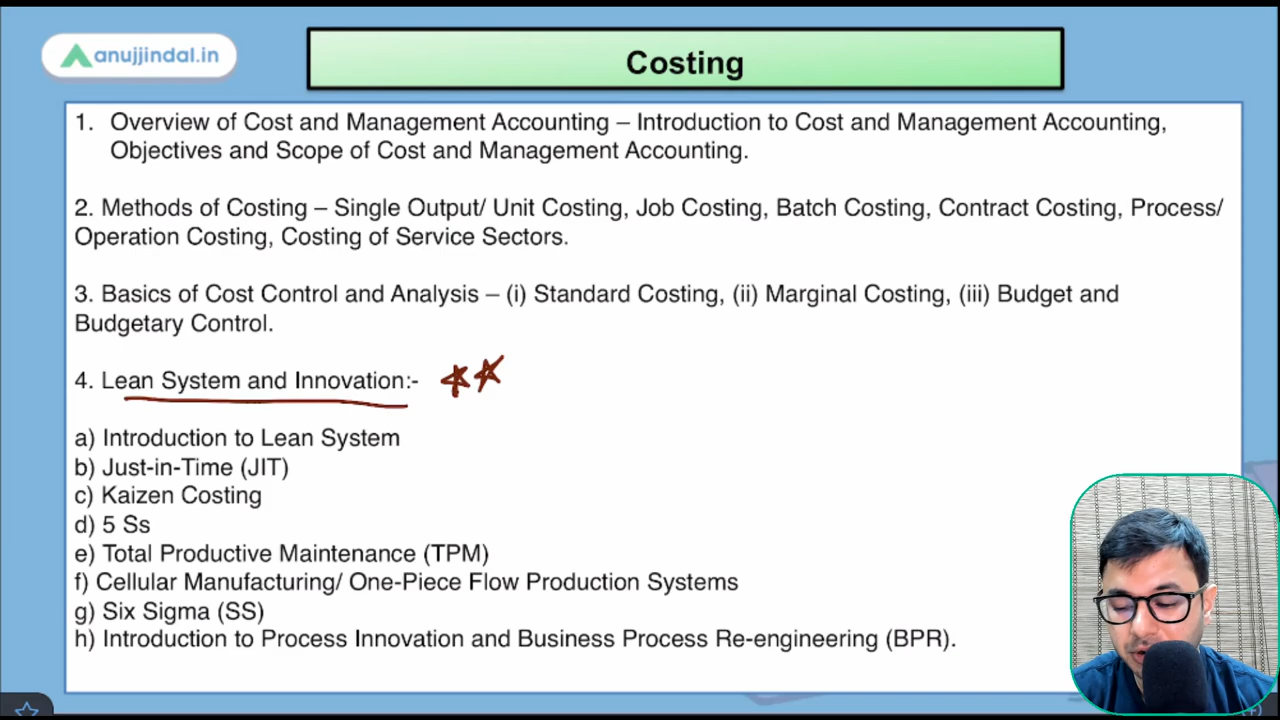 anujjindal.in
Costing
1. Overview of Cost and Management Accounting – Introduction to Cost and Management Accounting,
Objectives and Scope of Cost and Management Accounting.
2. Methods of Costing – Single Output/ Unit Costing, Job Costing, Batch Costing, Contract Costing, Process/
Operation Costing, Costing of Service Sectors.
3. Basics of Cost Control and Analysis – (i) Standard Costing, (ii) Marginal Costing, (iii) Budget and
Budgetary Control.
4. Lean System and Innovation:-
a) Introduction to Lean System
b) Just-in-Time (JIT)
c) Kaizen Costing
d) 5 Ss
e) Total Productive Maintenance (TPM)
f) Cellular Manufacturing/ One-Piece Flow Production Systems
g) Six Sigma (SS)
h) Introduction to Process Innovation and Business Process Re-engineering (BPR).